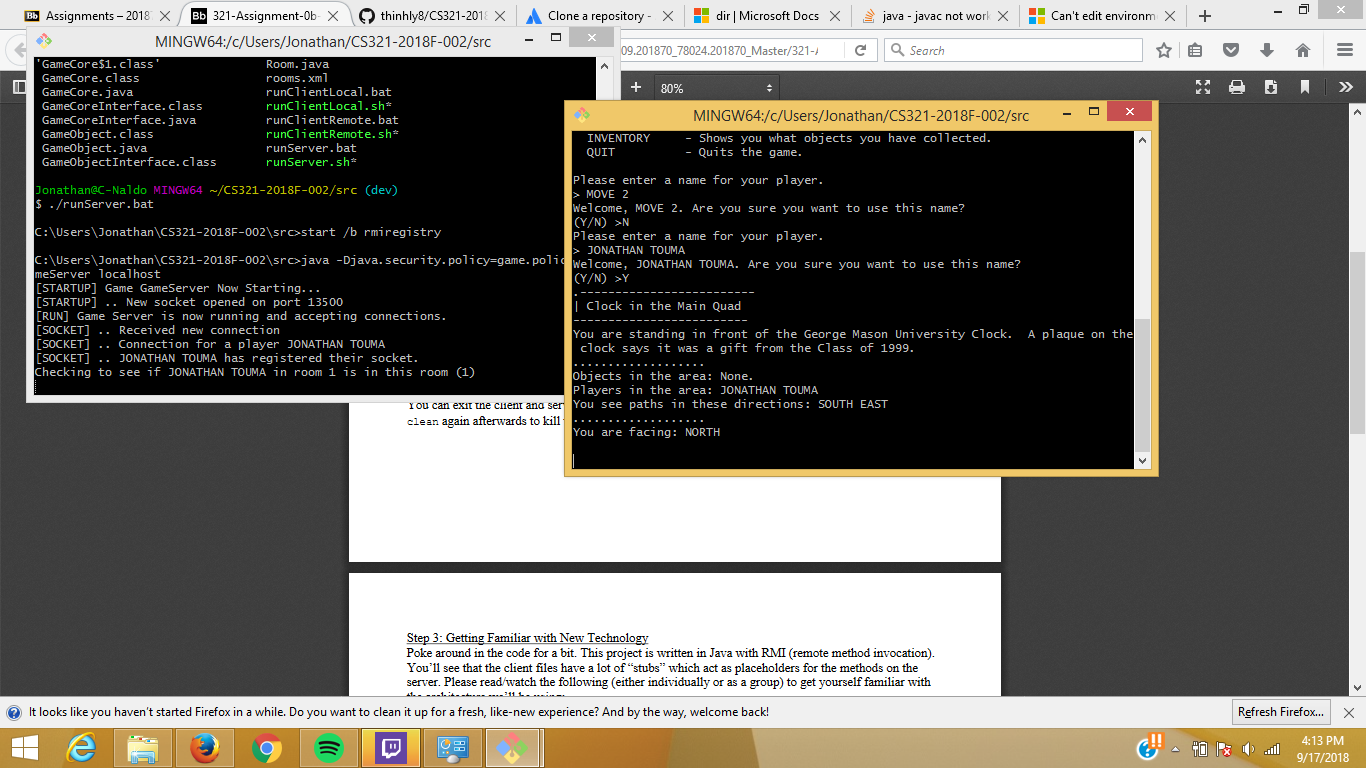 Assignments – 2018
Bb 321-Assignment-0b-
thinhly8/CS321-2018
Clone a repository -
dir | Microsoft Docs
java - javac not work
Can't edit environm
09.201870_78024.201870_Master/321-A
Search
80%
MINGW64:/c/Users/Jonathan/CS321-2018F-002/src
'GameCore$1.class' Room.java
GameCore.class rooms.xml
GameCore.java runClientLocal.bat
GameCoreInterface.class runClientLocal.sh*
GameCoreInterface.java runClientRemote.bat
GameObject.class runClientRemote.sh*
GameObject.java runServer.bat
GameObjectInterface.class runServer.sh*
Jonathan@C-Naldo MINGW64 ~/CS321-2018F-002/src (dev)
$ ./runServer.bat
C:\Users\Jonathan\CS321-2018F-002\src>start /b rmiregistry
C:\Users\Jonathan\CS321-2018F-002\src>java -Djava.security.policy=game.polic
meServer localhost
[STARTUP] Game GameServer Now Starting...
[STARTUP] .. New socket opened on port 13500
[RUN] Game Server is now running and accepting connections.
[SOCKET] .. Received new connection
[SOCKET] .. Connection for a player JONATHAN TOUMA
[SOCKET] .. JONATHAN TOUMA has registered their socket.
Checking to see if JONATHAN TOUMA in room 1 is in this room (1)
MINGW64:/c/Users/Jonathan/CS321-2018F-002/src
INVENTORY - Shows you what objects you have collected.
QUIT - Quits the game.
Please enter a name for your player.
> MOVE 2
Welcome, MOVE 2. Are you sure you want to use this name?
(Y/N) >N
Please enter a name for your player.
> JONATHAN TOUMA
Welcome, JONATHAN TOUMA. Are you sure you want to use this name?
(Y/N) >Y
.-------------------------
| Clock in the Main Quad
-------------------------
You are standing in front of the George Mason University Clock.  A plaque on the
clock says it was a gift from the Class of 1999.
...................
Objects in the area: None.
Players in the area: JONATHAN TOUMA
You see paths in these directions: SOUTH EAST
...................
You are facing: NORTH
You can exit the client and serv
clean again afterwards to kill
Step 3: Getting Familiar with New Technology
Poke around in the code for a bit. This project is written in Java with RMI (remote method invocation).
You'll see that the client files have a lot of “stubs” which act as placeholders for the methods on the
server. Please read/watch the following (either individually or as a group) to get yourself familiar with
the architecture we'll be using:
It looks like you haven't started Firefox in a while. Do you want to clean it up for a fresh, like-new experience? And by the way, welcome back!
Refresh Firefox...
4:13 PM
9/17/2018